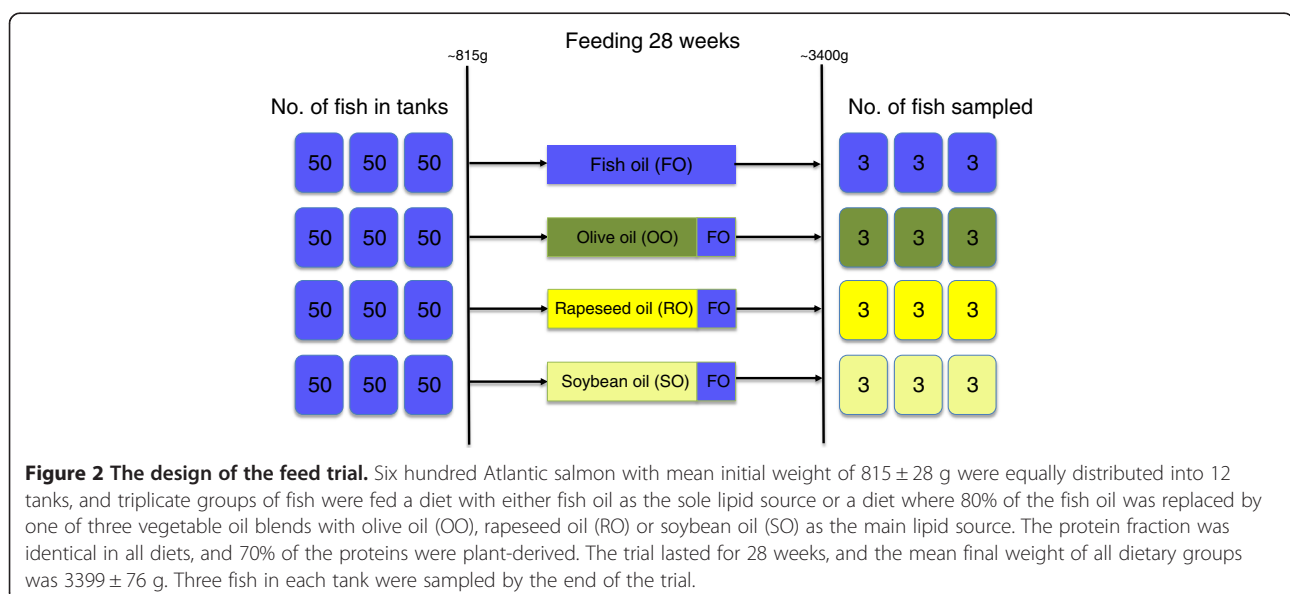 Feeding 28 weeks
~815g
~3400g
No. of fish in tanks
No. of fish sampled
50 50 50
Fish oil (FO)
3 3 3
50 50 50
Olive oil (OO) FO
3 3 3
50 50 50
Rapeseed oil (RO) FO
3 3 3
50 50 50
Soybean oil (SO) FO
3 3 3
Figure 2 The design of the feed trial. Six hundred Atlantic salmon with mean initial weight of 815 ± 28 g were equally distributed into 12
tanks, and triplicate groups of fish were fed a diet with either fish oil as the sole lipid source or a diet where 80% of the fish oil was replaced by
one of three vegetable oil blends with olive oil (OO), rapeseed oil (RO) or soybean oil (SO) as the main lipid source. The protein fraction was
identical in all diets, and 70% of the proteins were plant-derived. The trial lasted for 28 weeks, and the mean final weight of all dietary groups
was 3399 ± 76 g. Three fish in each tank were sampled by the end of the trial.